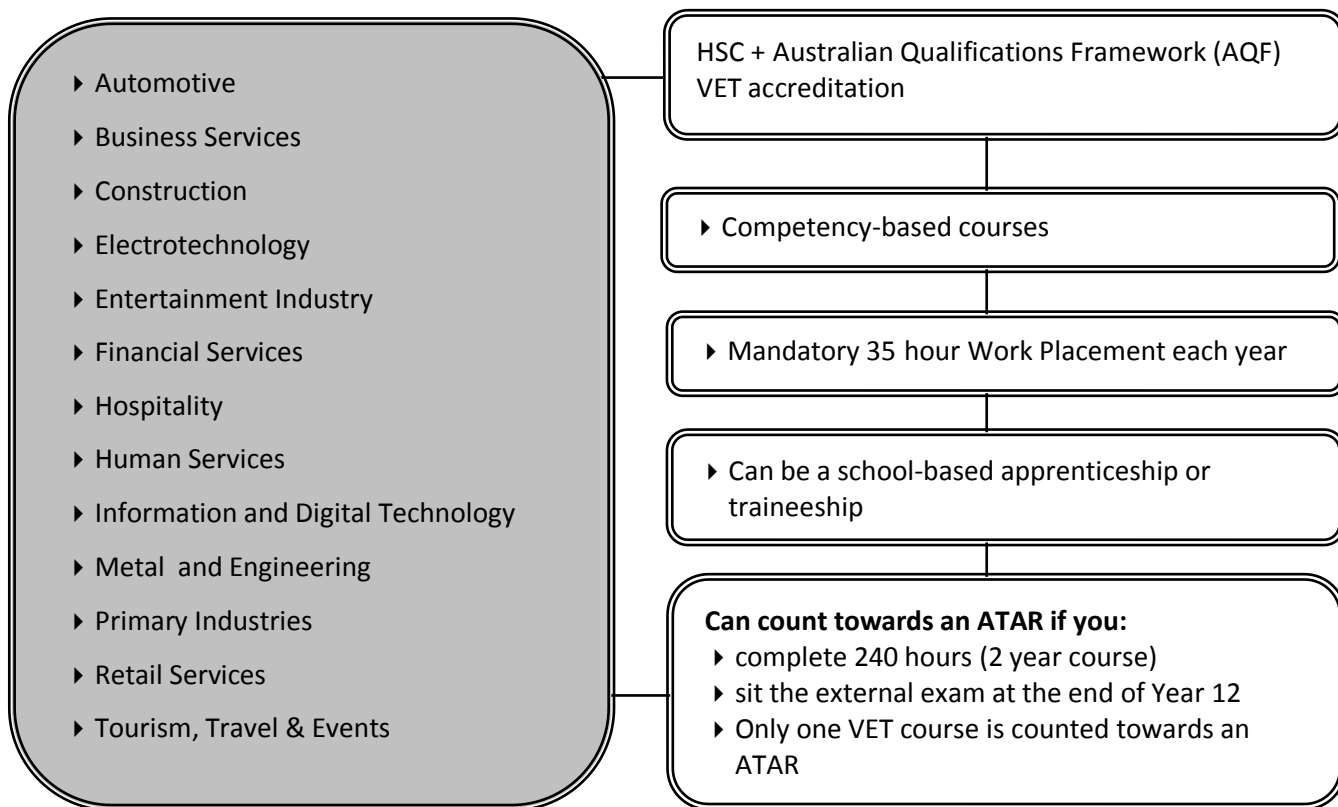 ▸ Automotive
▸ Business Services
▸ Construction
▸ Electrotechnology
▸ Entertainment Industry
▸ Financial Services
▸ Hospitality
▸ Human Services
▸ Information and Digital Technology
▸ Metal  and Engineering
▸ Primary Industries
▸ Retail Services
▸ Tourism, Travel & Events
HSC + Australian Qualifications Framework (AQF)
VET accreditation
▸ Competency-based courses
▸ Mandatory 35 hour Work Placement each year
▸ Can be a school-based apprenticeship or
traineeship
Can count towards an ATAR if you:
▸ complete 240 hours (2 year course)
▸ sit the external exam at the end of Year 12
▸ Only one VET course is counted towards an
ATAR